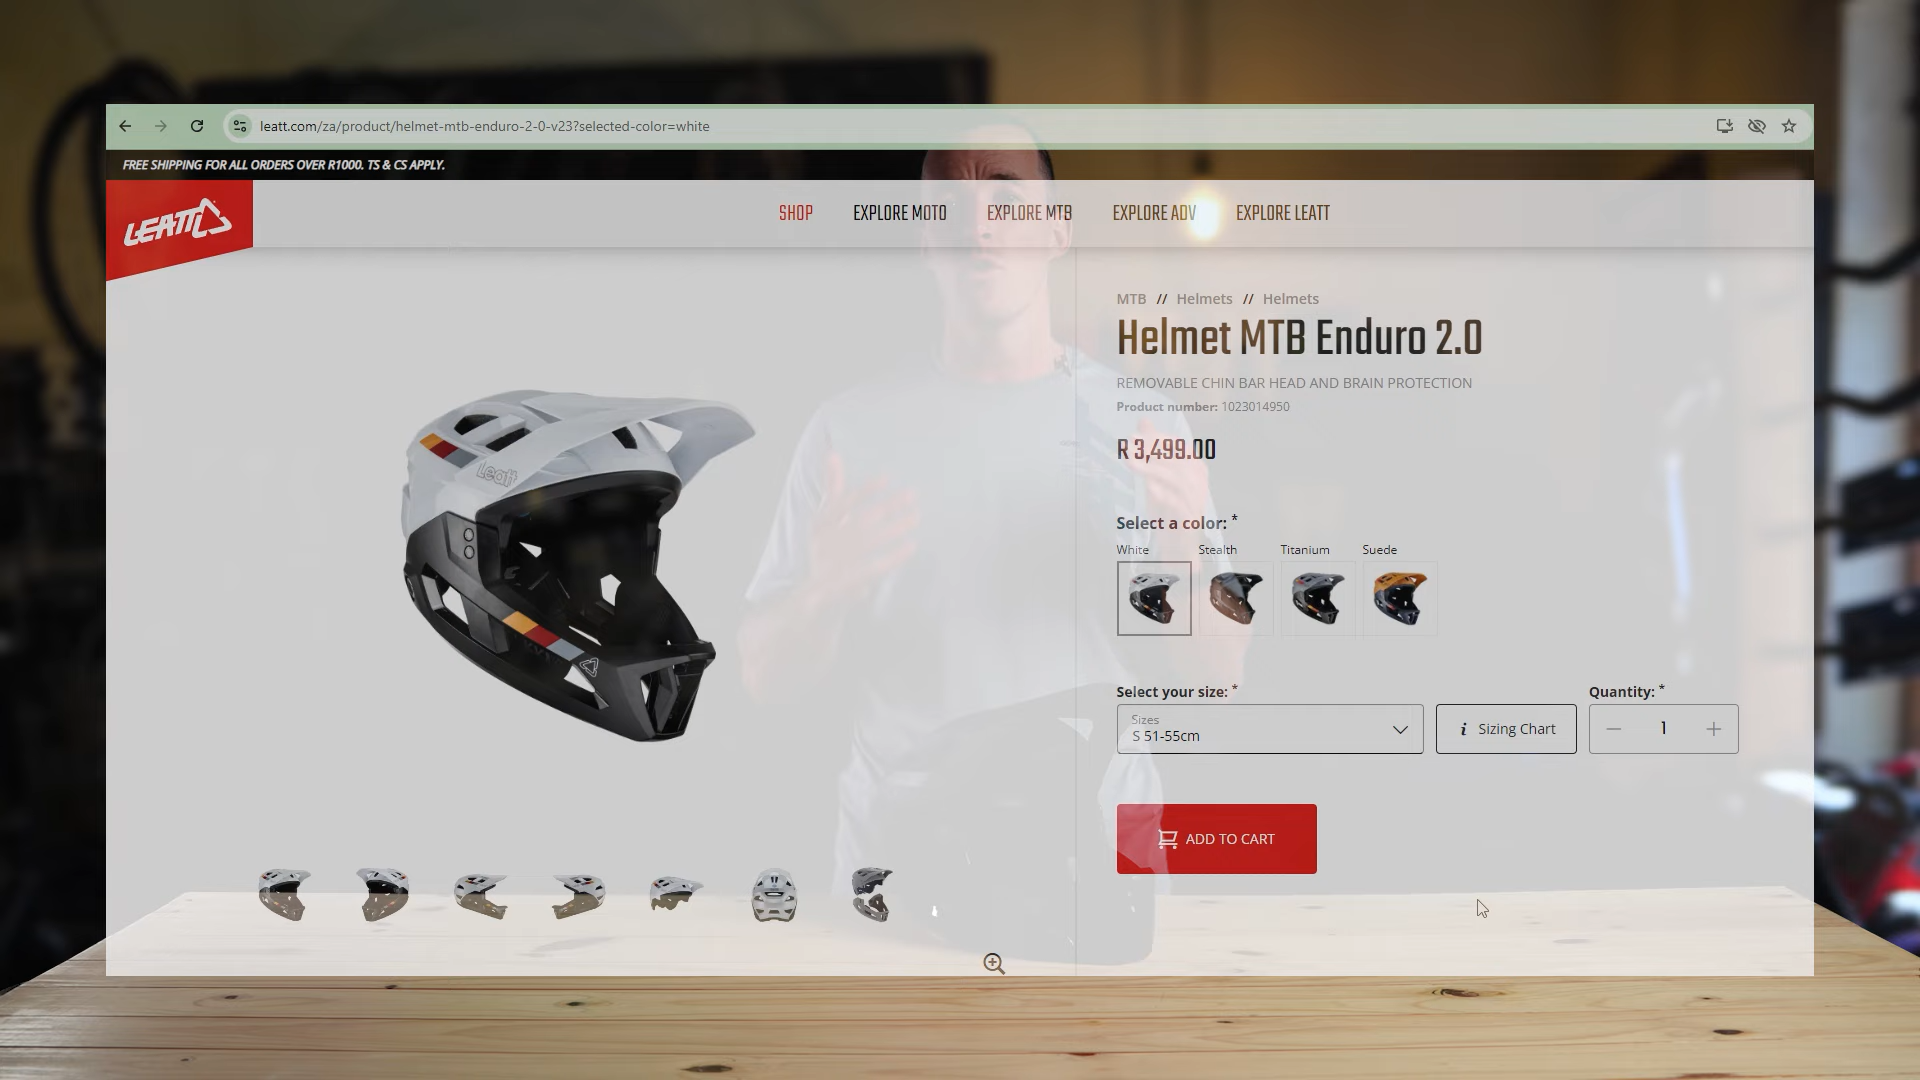 leatt.com/za/product/helmet-mtb-enduro-2-0-v23?selected-color=white
FREE SHIPPING FOR ALL ORDERS OVER R1000. TS & CS APPLY.
LEATT
SHOP EXPLORE MOTO EXPLORE MTB EXPLORE ADV EXPLORE LEATT
MTB // Helmets // Helmets
Helmet MTB Enduro 2.0
REMOVABLE CHIN BAR HEAD AND BRAIN PROTECTION
Product number: 1023014950
R 3,499.00
Leatt
Select a color: *
White Stealth Titanium Suede
Select your size: * Quantity: *
Sizes
S 51-55cm
i Sizing Chart
1
ADD TO CART